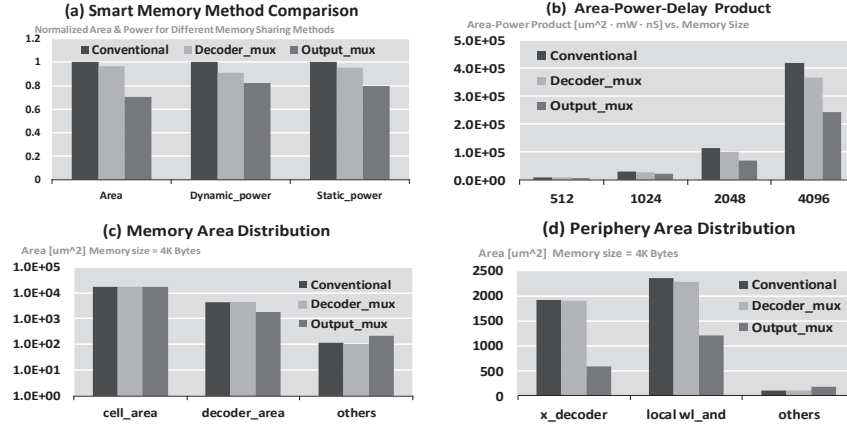 (a) Smart Memory Method Comparison
Normalized Area & Power for Different Memory Sharing Methods
1.2
1
0.8
0.6
0.4
0.2
0
Conventional Decoder_mux Output_mux
Area Dynamic_power Static_power
(b) Area-Power-Delay Product
Area-Power Product [um^2 · mW · nS] vs. Memory Size
5.0E+05
4.0E+05
3.0E+05
2.0E+05
1.0E+05
0.0E+00
Conventional
Decoder_mux
Output_mux
512 1024 2048 4096
(c) Memory Area Distribution
Area [um^2] Memory size = 4K Bytes
1.0E+05
1.0E+04
1.0E+03
1.0E+02
1.0E+01
1.0E+00
Conventional
Decoder_mux
Output_mux
cell_area decoder_area others
(d) Periphery Area Distribution
Area [um^2] Memory size = 4K Bytes
2500
2000
1500
1000
500
0
Conventional
Decoder_mux
Output_mux
x_decoder local wl_and others